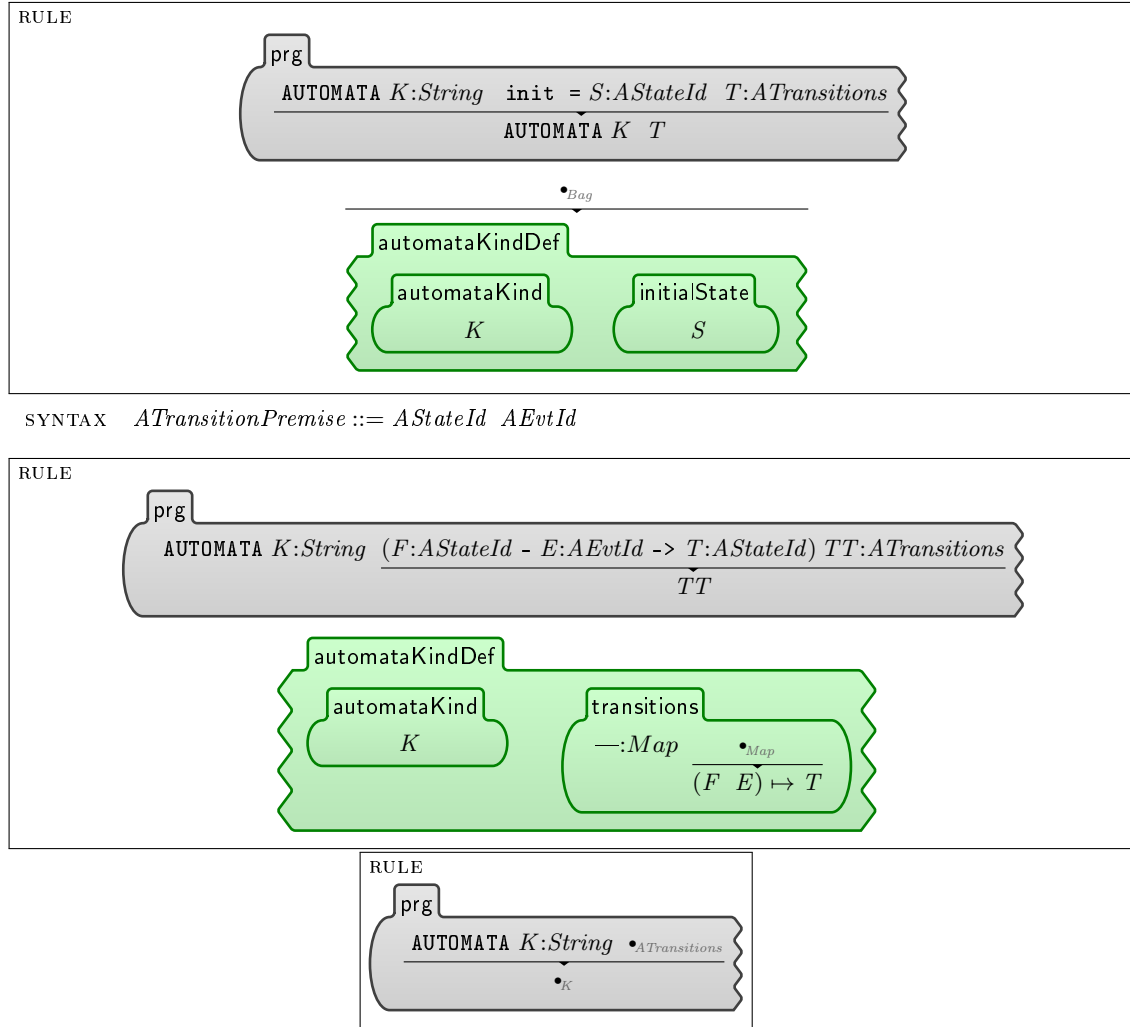 RULE
prg
AUTOMATA K:String init = S:AStateId T:ATransitions
AUTOMATA K T
•Bag
automataKindDef
automataKind initialState
K S
SYNTAX ATransitionPremise ::= AStateId AEvtId
RULE
prg
AUTOMATA K:String (F:AStateId - E:AEvtId -> T:AStateId) TT:ATransitions
TT
automataKindDef
automataKind transitions
K —:Map •Map
(F E) ↦ T
RULE
prg
AUTOMATA K:String •ATransitions
•K